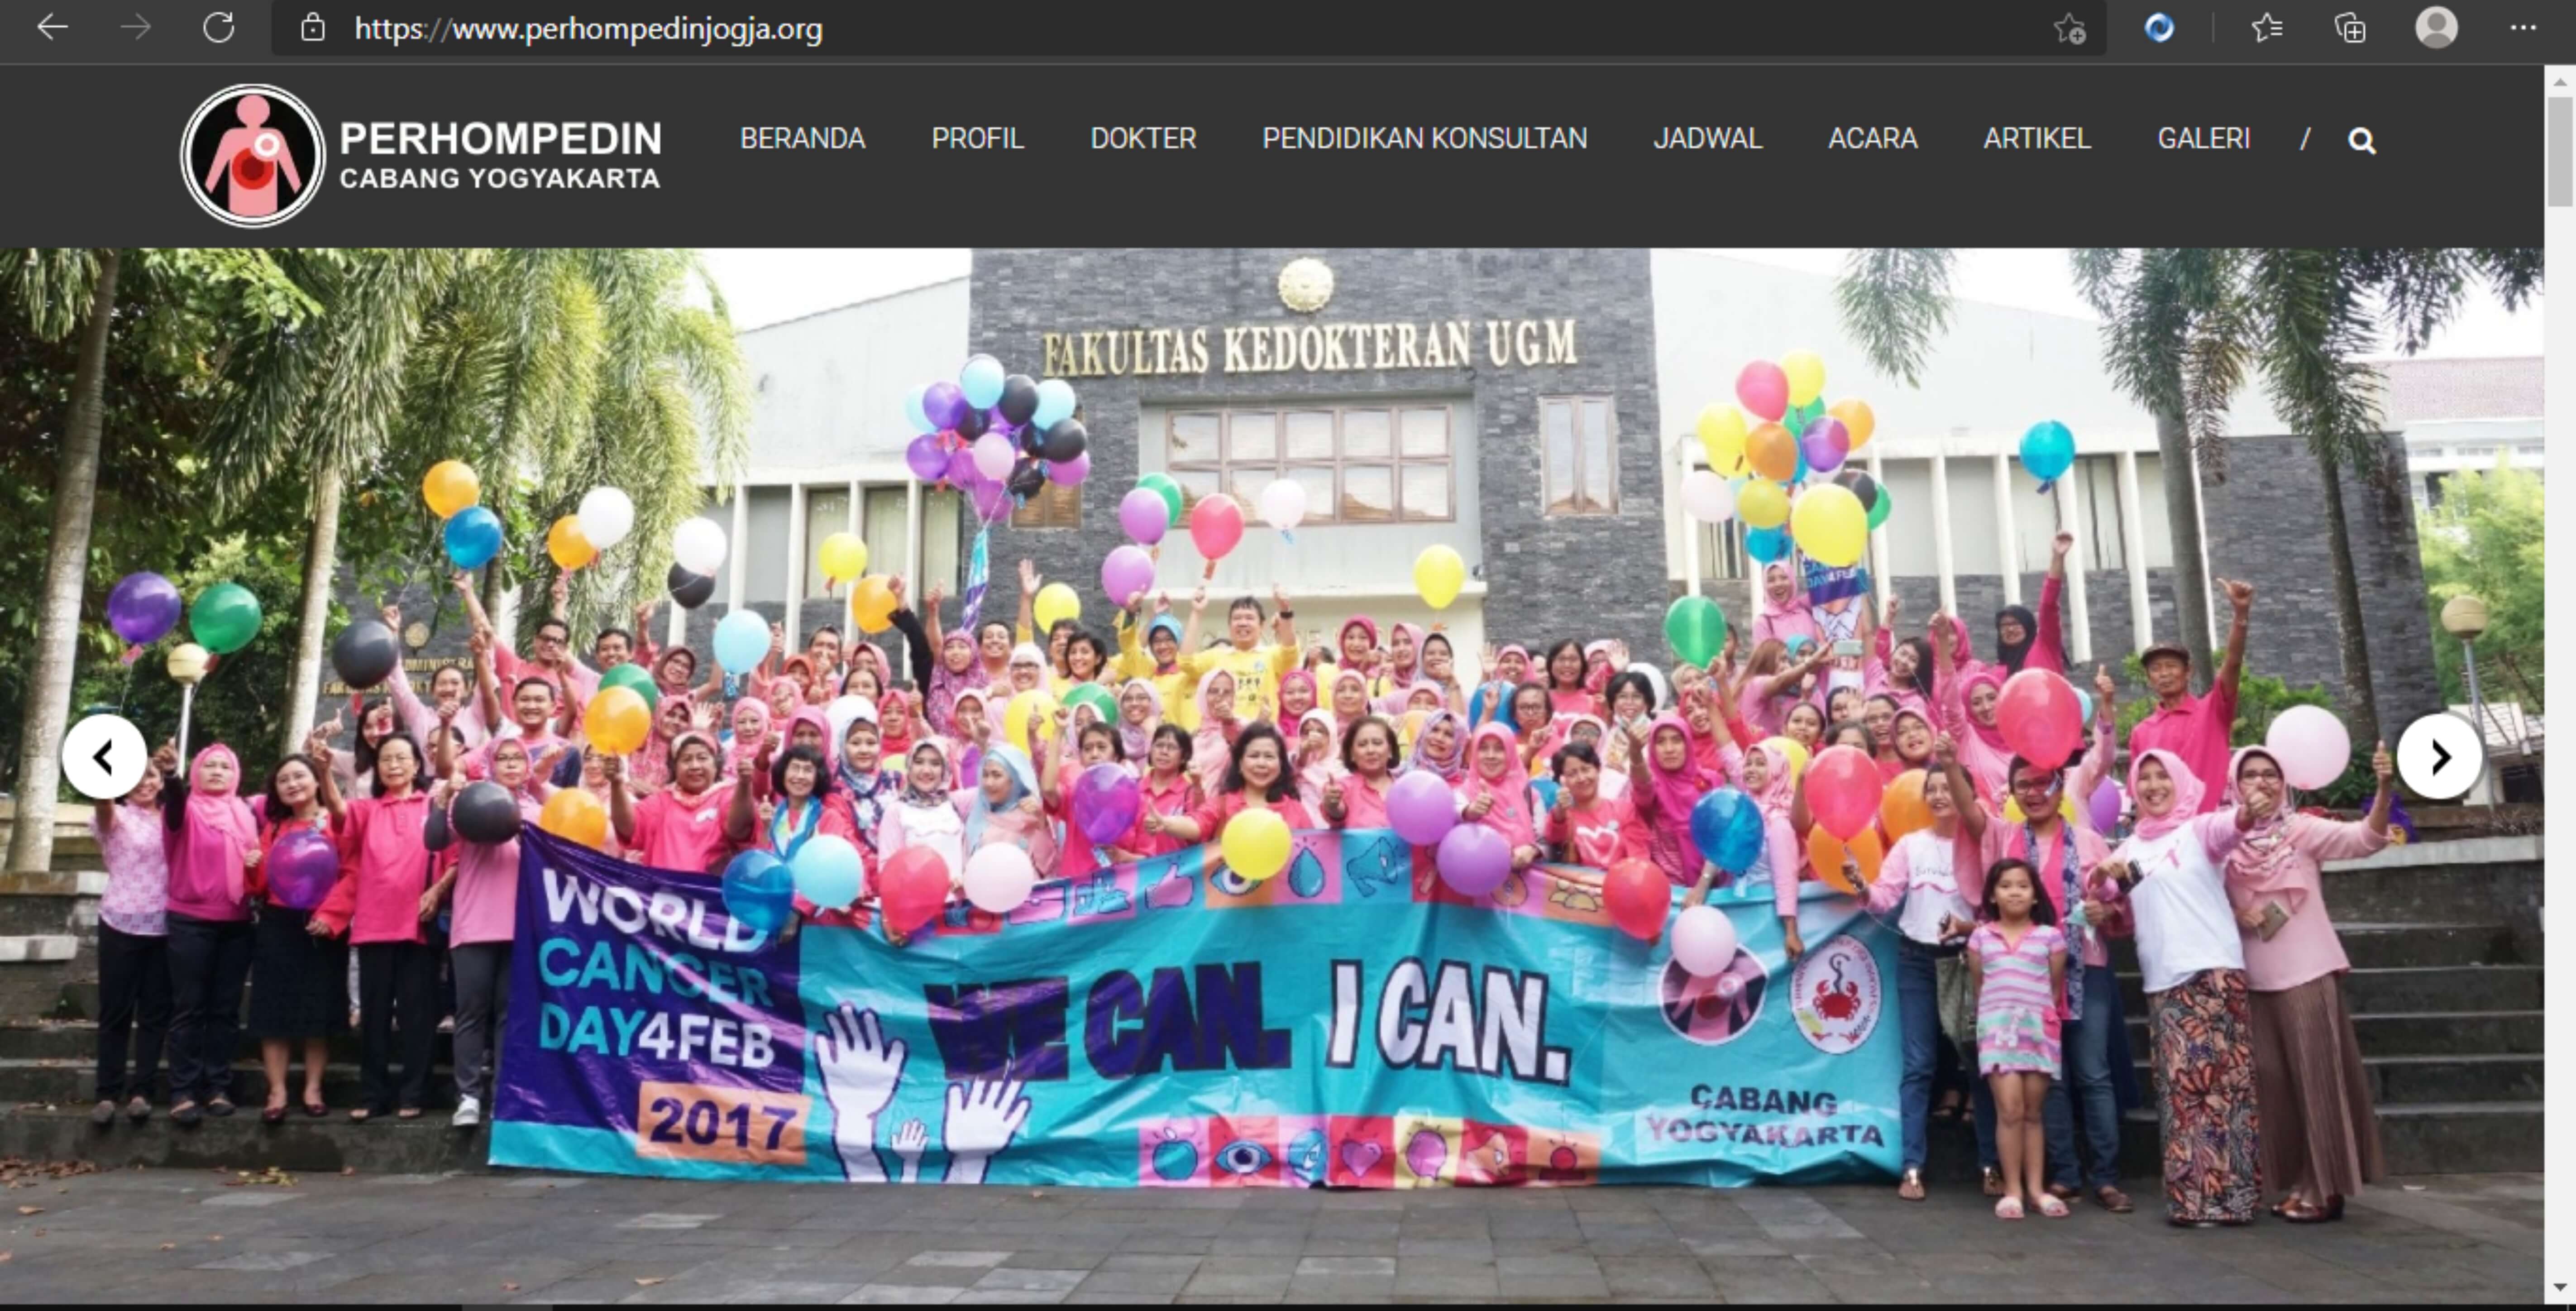 https://www.perhompedinjogja.org
PERHOMPEDIN
CABANG YOGYAKARTA
BERANDA PROFIL DOKTER PENDIDIKAN KONSULTAN JADWAL ACARA ARTIKEL GALERI /
FAKULTAS KEDOKTERAN UGM
WORLD
CANCER
DAY4FEB
2017
WE CAN. I CAN.
CABANG
YOGYAKARTA